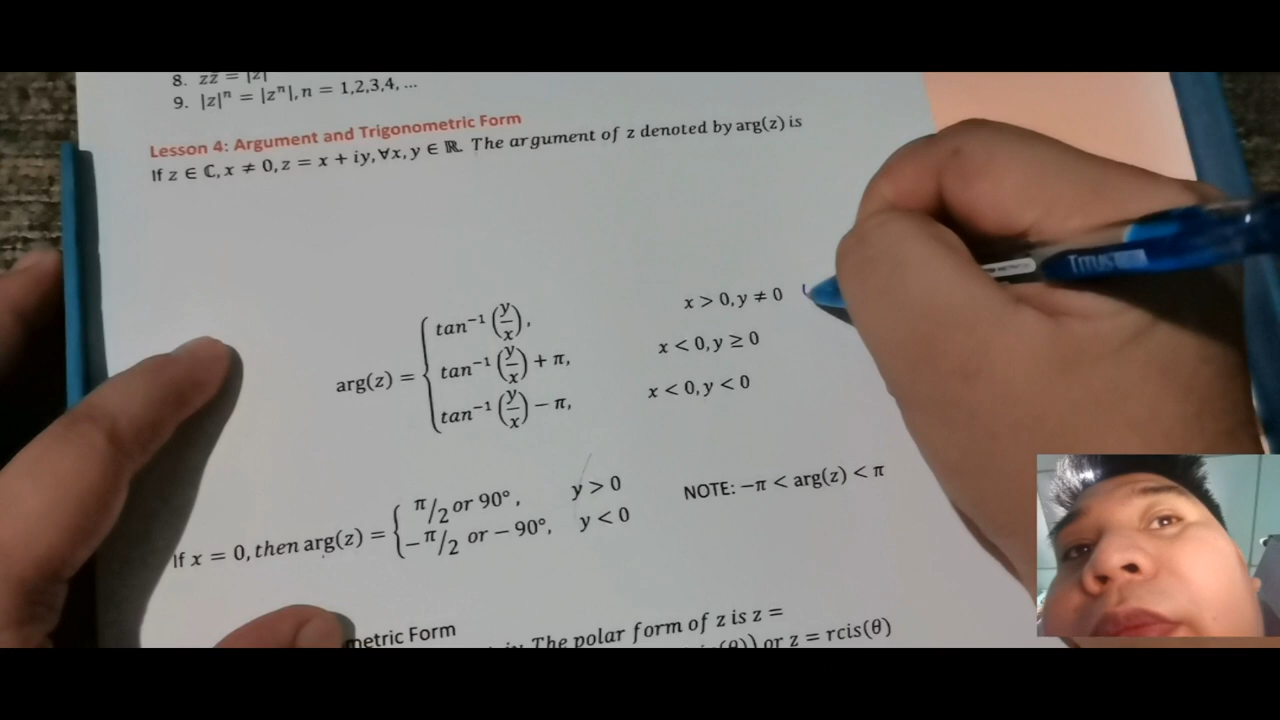 8. zz̄ = |z|
9. |z|ⁿ = |zⁿ|, n = 1,2,3,4, ...
Lesson 4: Argument and Trigonometric Form
If z ∈ ℂ, x ≠ 0, z = x + iy, ∀x, y ∈ ℝ. The argument of z denoted by arg(z) is
arg(z) = { tan⁻¹ (y/x), x > 0, y ≠ 0
tan⁻¹ (y/x) + π, x < 0, y ≥ 0
tan⁻¹ (y/x) − π, x < 0, y < 0
If x = 0, then arg(z) = { π/2 or 90°, y > 0
−π/2 or − 90°, y < 0
NOTE: −π < arg(z) < π
metric Form
The polar form of z is z =
or z = rcis(θ)
Titus